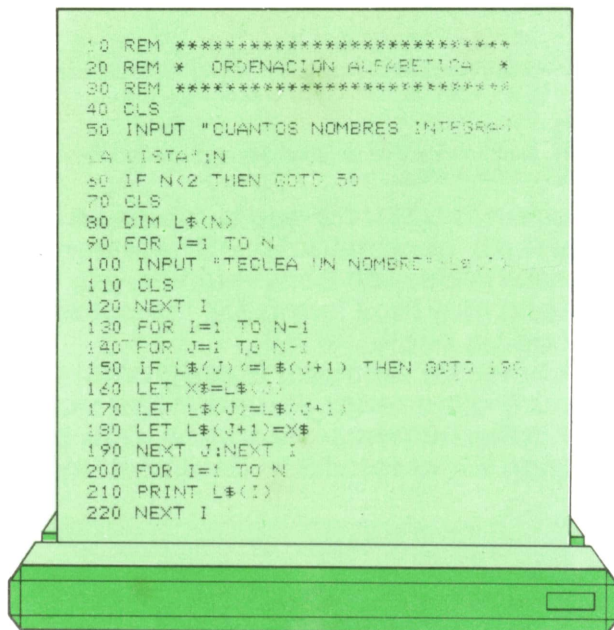 10 REM ***************************
20 REM *  ORDENACION ALFABETICA  *
30 REM ***************************
40 CLS
50 INPUT "CUANTOS NOMBRES INTEGRAN
LA LISTA";N
60 IF N<2 THEN GOTO 50
70 CLS
80 DIM L$(N)
90 FOR I=1 TO N
100 INPUT "TECLEA UN NOMBRE";L$(I)
110 CLS
120 NEXT I
130 FOR I=1 TO N-1
140 FOR J=1 TO N-I
150 IF L$(J)<=L$(J+1) THEN GOTO 190
160 LET X$=L$(J)
170 LET L$(J)=L$(J+1)
180 LET L$(J+1)=X$
190 NEXT J:NEXT I
200 FOR I=1 TO N
210 PRINT L$(I)
220 NEXT I